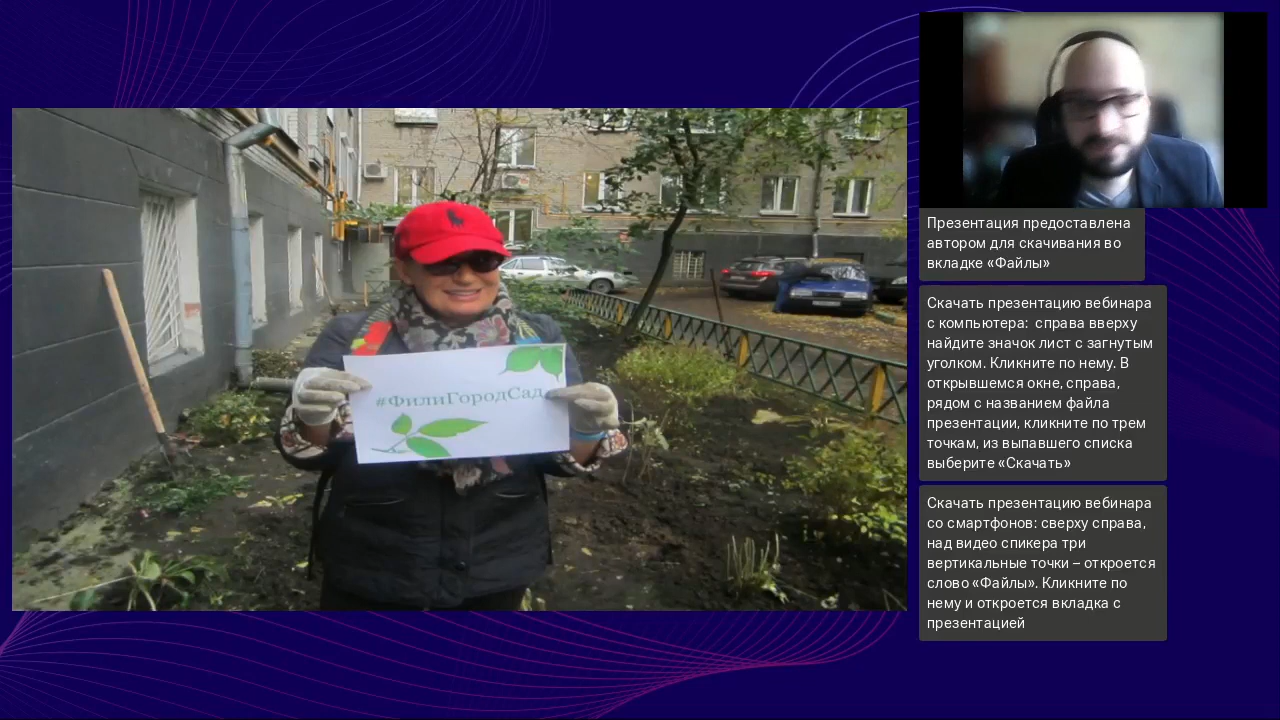 #ФилиГородСад
Презентация предоставлена
автором для скачивания во
вкладке «Файлы»
Скачать презентацию вебинара
с компьютера: справа вверху
найдите значок лист с загнутым
уголком. Кликните по нему. В
открывшемся окне, справа,
рядом с названием файла
презентации, кликните по трем
точкам, из выпавшего списка
выберите «Скачать»
Скачать презентацию вебинара
со смартфонов: сверху справа,
над видео спикера три
вертикальные точки – откроется
слово «Файлы». Кликните по
нему и откроется вкладка с
презентацией